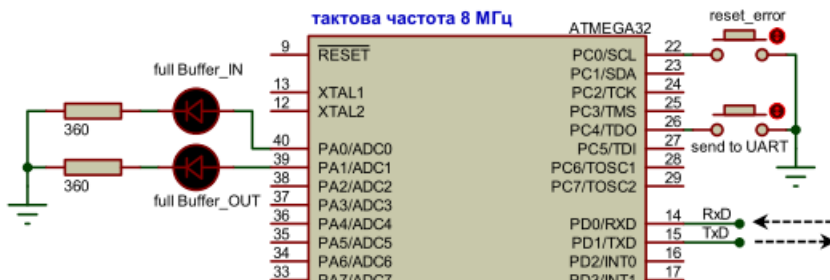 тактова частота 8 МГц
ATMEGA32
reset_error
full Buffer_IN
360
360
full Buffer_OUT
send to UART
9 RESET
13 XTAL1
12 XTAL2
40 PA0/ADC0
39 PA1/ADC1
38 PA2/ADC2
37 PA3/ADC3
36 PA4/ADC4
35 PA5/ADC5
34 PA6/ADC6
33 PA7/ADC7
PC0/SCL 22
PC1/SDA 23
PC2/TCK 24
PC3/TMS 25
PC4/TDO 26
PC5/TDI 27
PC6/TOSC1 28
PC7/TOSC2 29
PD0/RXD 14 RxD
PD1/TXD 15 TxD
PD2/INT0 16
PD3/INT1 17